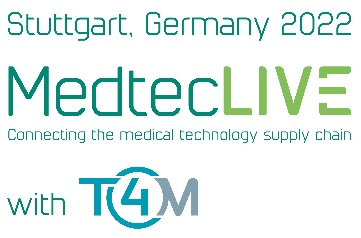 Stuttgart, Germany 2022
MedtecLIVE
Connecting the medical technology supply chain
with T4M